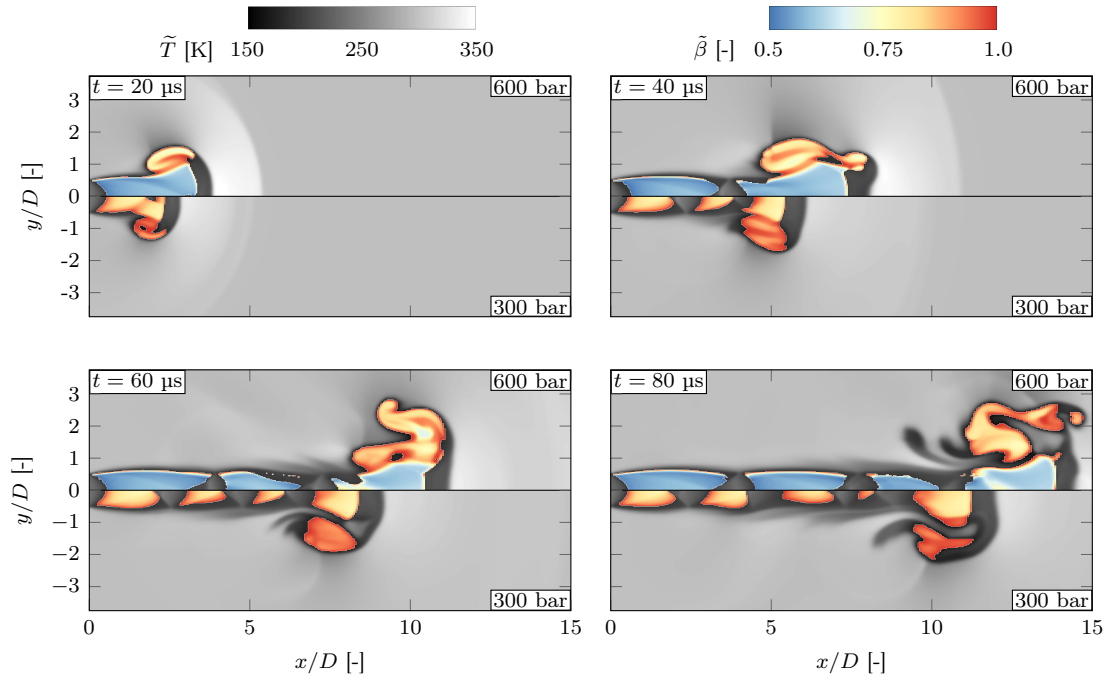 T̃ [K] 150 250 350
β̃ [-] 0.5 0.75 1.0
t = 20 µs 600 bar
3
2
1
0
-1
-2
-3
y/D [-]
300 bar
t = 40 µs 600 bar
300 bar
t = 60 µs 600 bar
3
2
1
0
−1
−2
−3
y/D [-]
300 bar
0 5 10 15
x/D [-]
t = 80 µs 600 bar
300 bar
0 5 10 15
x/D [-]